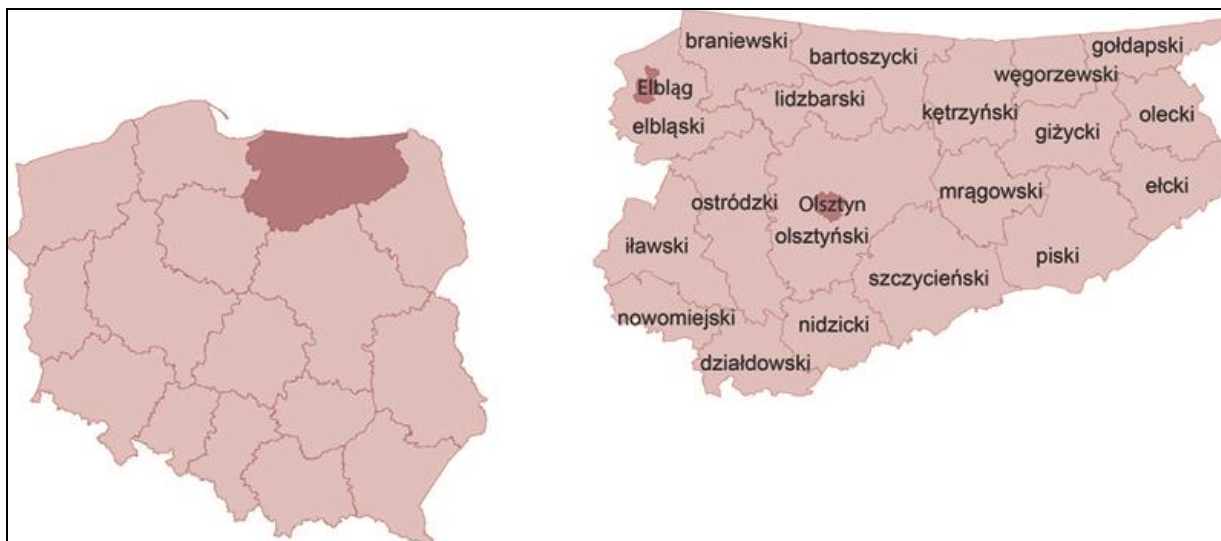 braniewski
bartoszycki
gołdapski
węgorzewski
Elbląg
lidzbarski
kętrzyński
olecki
elbląski
giżycki
mrągowski
ełcki
ostródzki
Olsztyn
olsztyński
iławski
piski
szczycieński
nowomiejski
nidzicki
działdowski